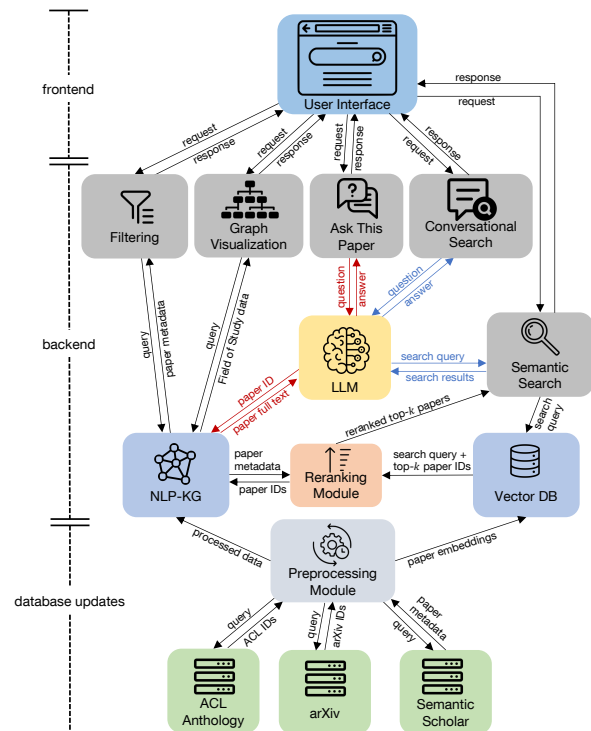 frontend
User Interface
response
request
request
response
request
response
request
response
response
request
backend
Filtering
Graph
Visualization
Ask This
Paper
Conversational
Search
query
paper metadata
query
Field of Study data
question
answer
question
answer
LLM
search query
search results
Semantic
Search
paper ID
paper full text
reranked top-k papers
search
query
NLP-KG
paper
metadata
paper IDs
Reranking
Module
search query +
top-k paper IDs
Vector DB
database updates
processed data
Preprocessing
Module
paper embeddings
query
ACL IDs
query
arXiv IDs
paper
metadata
query
ACL
Anthology
arXiv
Semantic
Scholar